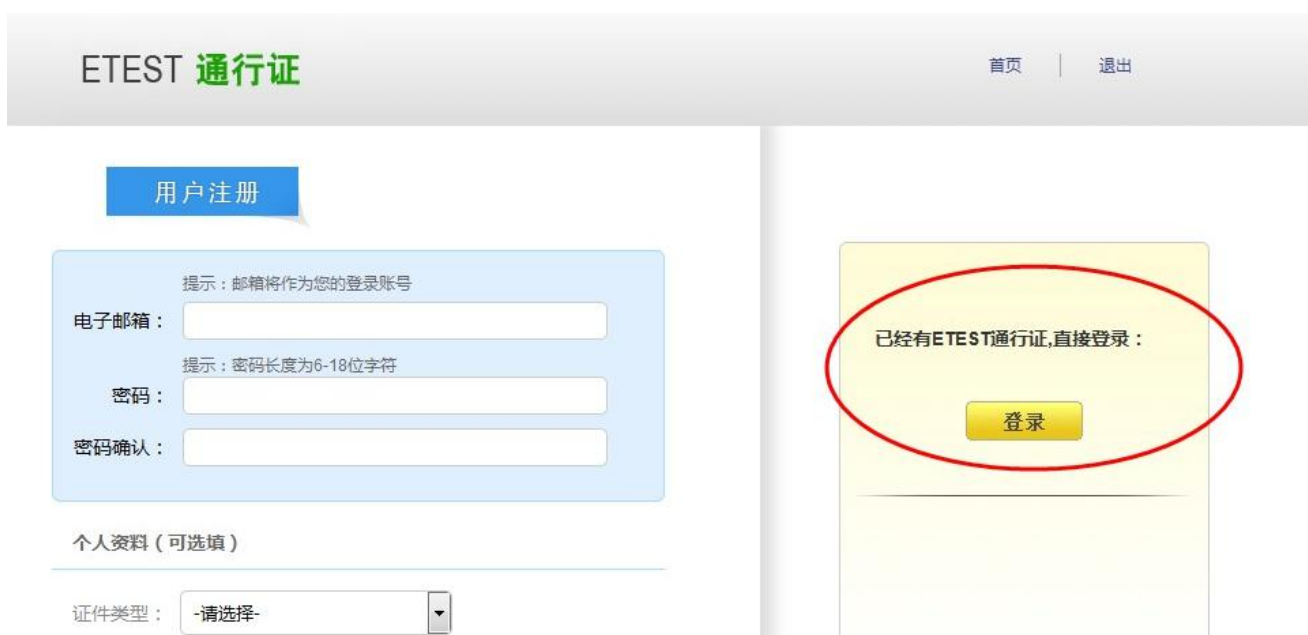 ETEST 通行证
首页
退出
用户注册
提示：邮箱将作为您的登录账号
电子邮箱：
提示：密码长度为6-18位字符
密码：
密码确认：
个人资料（可选填）
证件类型：
-请选择-
已经有ETEST通行证,直接登录：
登录